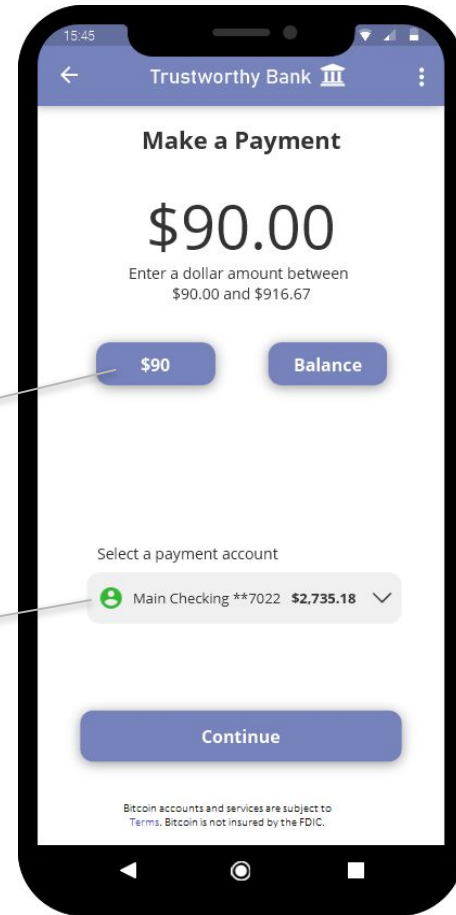 15:45
Trustworthy Bank
Make a Payment
$90.00
Enter a dollar amount between
$90.00 and $916.67
$90
Balance
Select a payment account
Main Checking **7022 $2,735.18
Continue
Bitcoin accounts and services are subject to
Terms. Bitcoin is not insured by the FDIC.